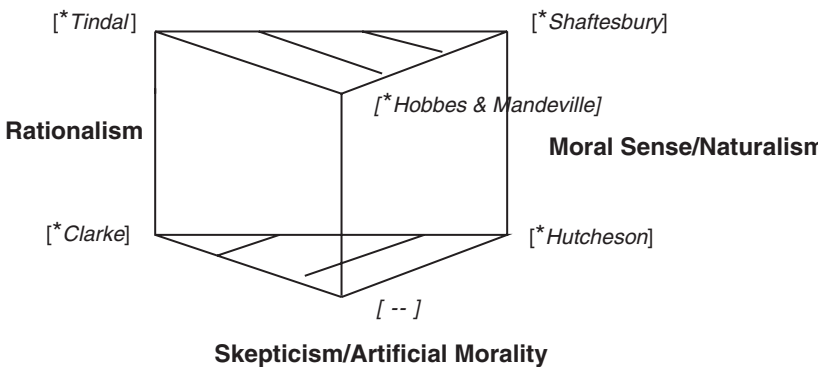 [*Tindal]
[*Shaftesbury]
[*Hobbes & Mandeville]
Rationalism
Moral Sense/Naturalism
[*Clarke]
[*Hutcheson]
[ -- ]
Skepticism/Artificial Morality